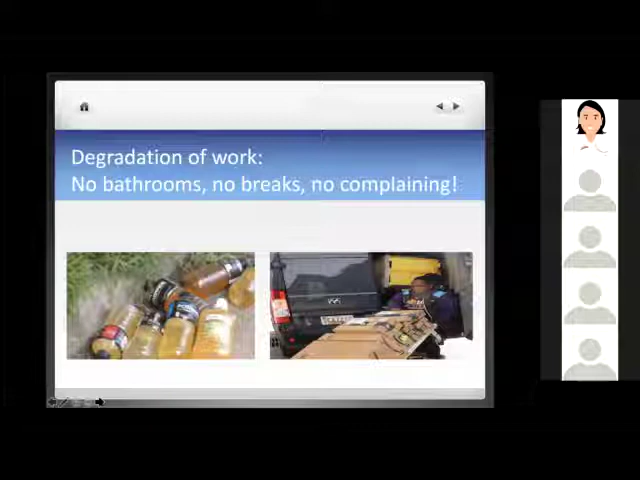 Degradation of work:
No bathrooms, no breaks, no complaining!